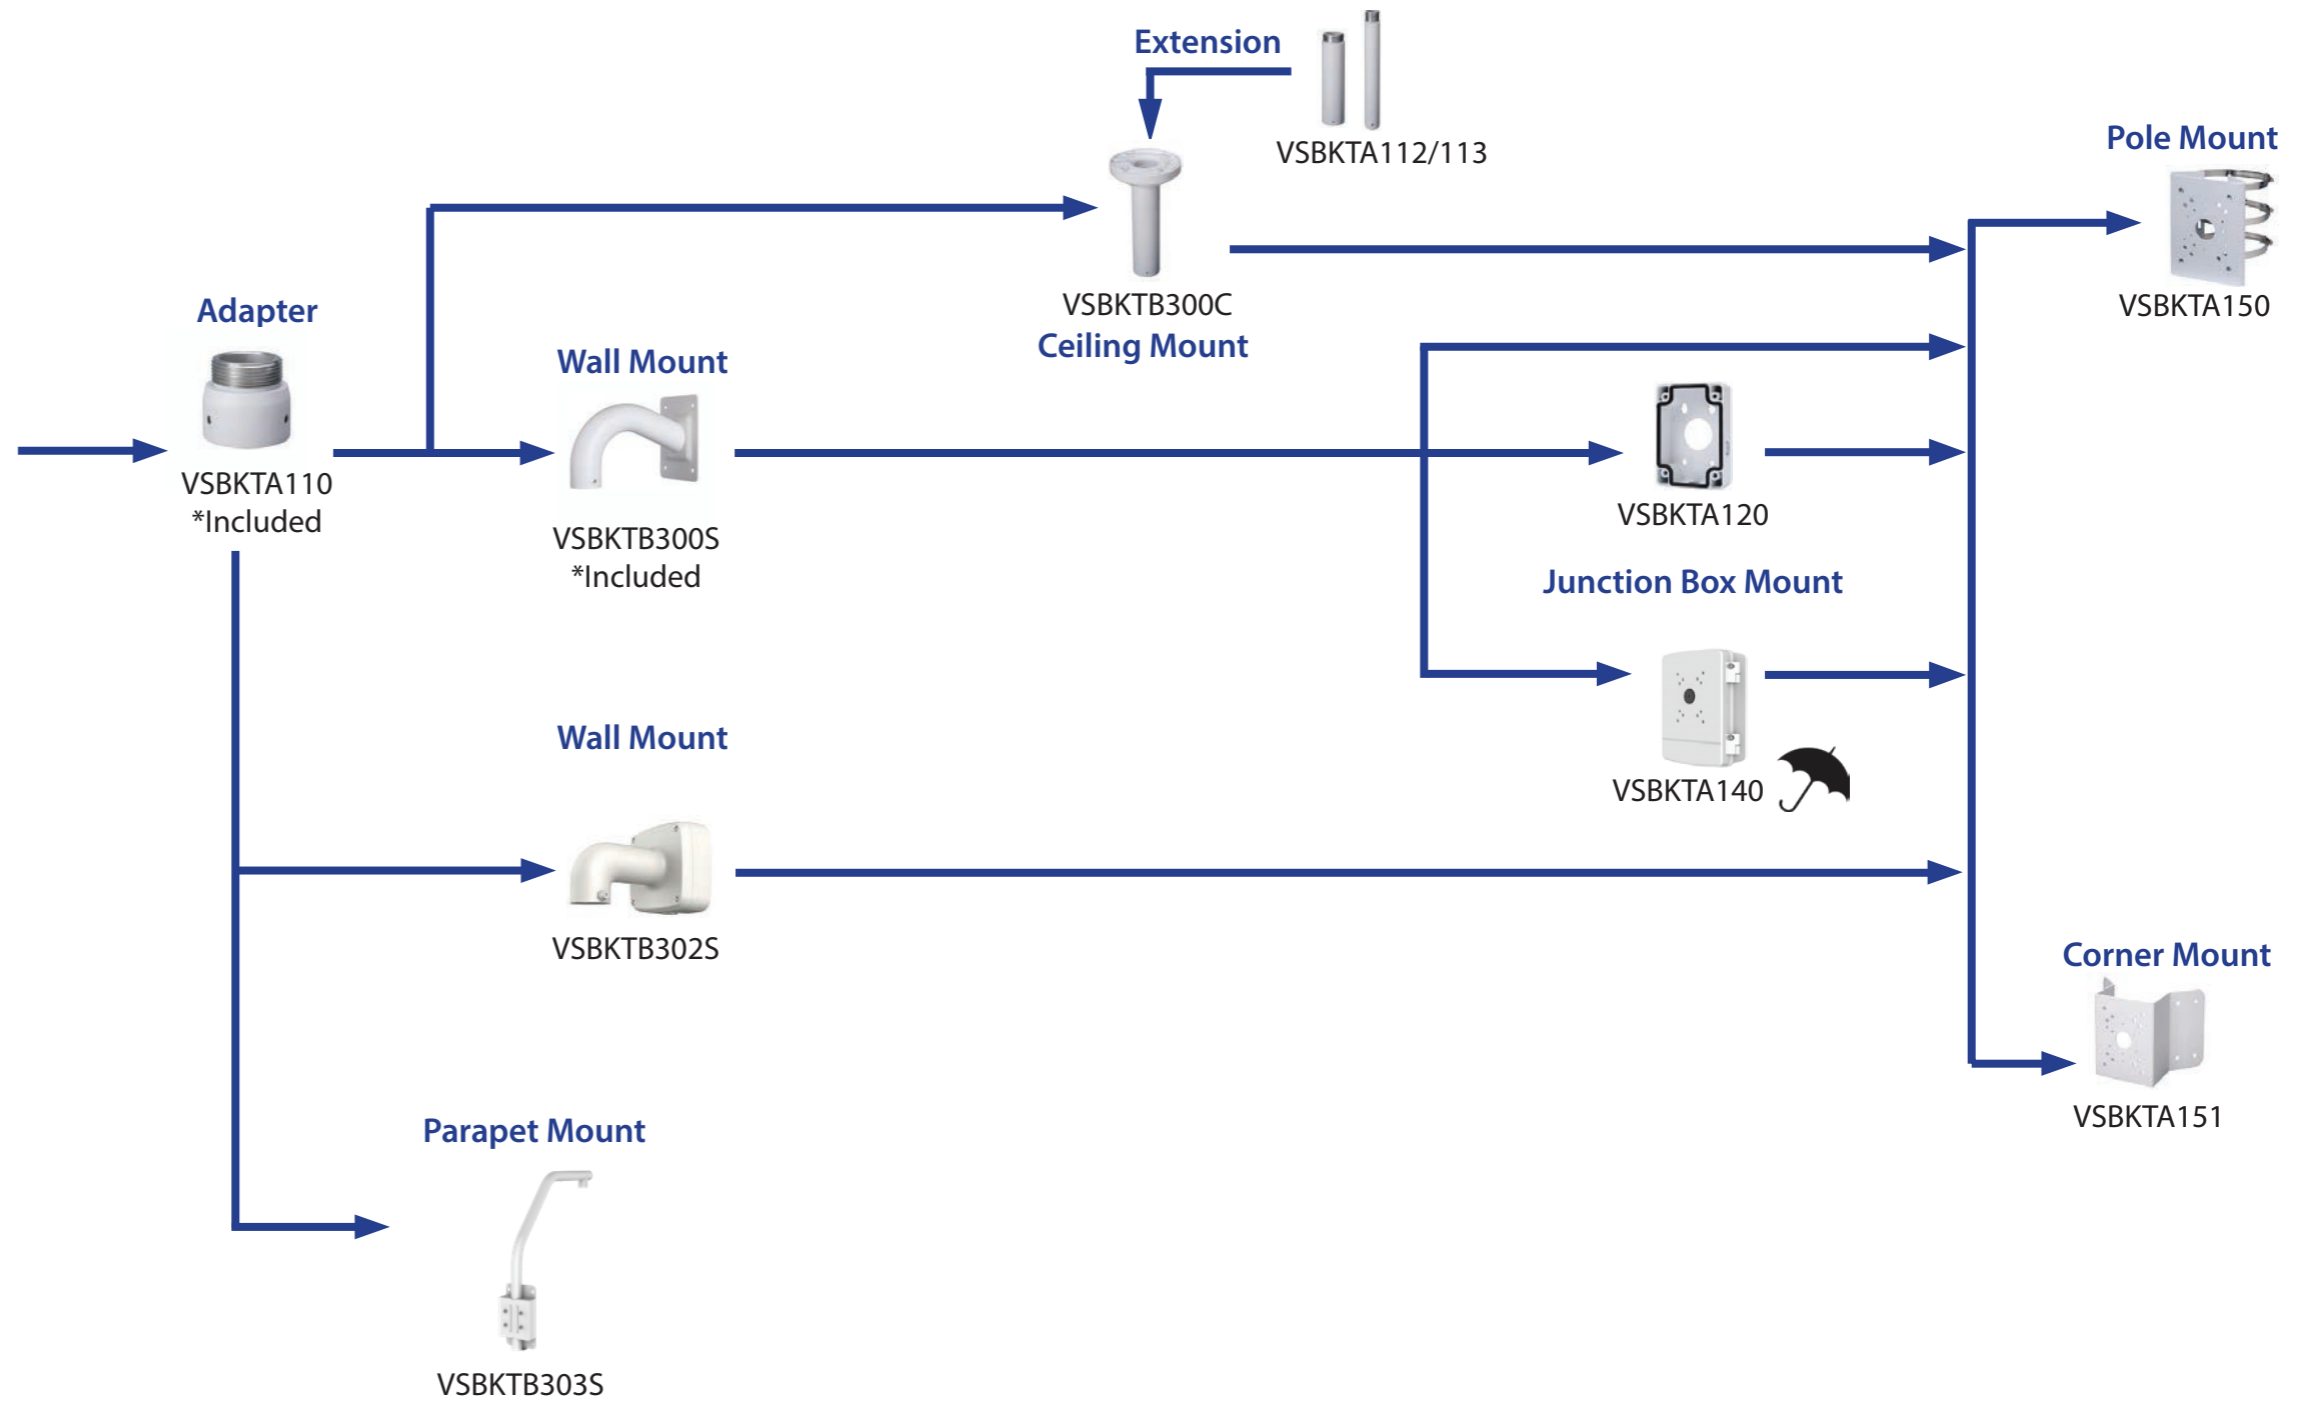 Extension
VSBKTA112/113
Pole Mount
VSBKTA150
VSBKTB300C
Ceiling Mount
Adapter
VSBKTA110
*Included
Wall Mount
VSBKTB300S
*Included
VSBKTA120
Junction Box Mount
VSBKTA140
Wall Mount
VSBKTB302S
Corner Mount
VSBKTA151
Parapet Mount
VSBKTB303S